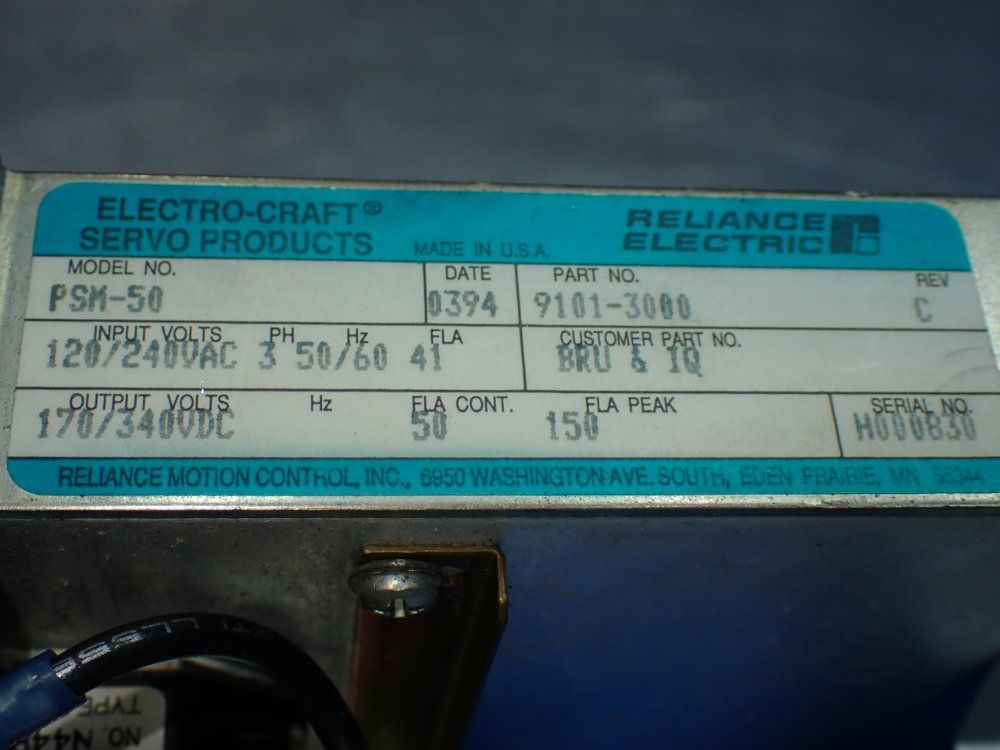 ELECTRO-CRAFT®
SERVO PRODUCTS
MADE IN U.S.A.
RELIANCE
ELECTRIC
MODEL NO. DATE PART NO. REV
PSM-50 0394 9101-3000 C
INPUT VOLTS PH Hz FLA CUSTOMER PART NO.
120/240VAC 3 50/60 41 BRU & IQ
OUTPUT VOLTS Hz FLA CONT. FLA PEAK SERIAL NO.
170/340VDC 50 150 H000830
RELIANCE MOTION CONTROL, INC., 6950 WASHINGTON AVE. SOUTH, EDEN PRAIRIE, MN 55344
TYPE
NO. N44